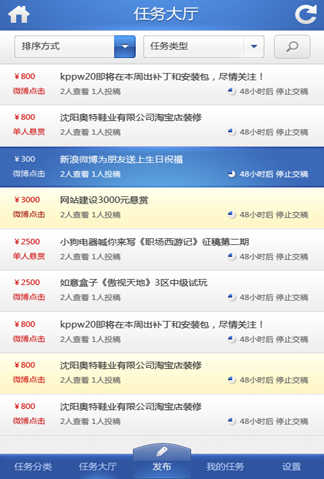 任务大厅
排序方式 任务类型
￥800 kppw20即将在本周出补丁和安装包，尽情关注！
微博点击 2人查看 1人投稿 48小时后 停止交稿
￥800 沈阳奥特鞋业有限公司淘宝店装修
单人悬赏 2人查看 1人投稿 48小时后 停止交稿
￥300 新浪微博为朋友送上生日祝福
微博点击 2人查看 1人投稿 48小时后 停止交稿
￥3000 网站建设3000元悬赏
微博点击 2人查看 1人投稿 48小时后 停止交稿
￥2500 小狗电器喊你来写《职场西游记》征稿第二期
单人悬赏 2人查看 1人投稿 48小时后 停止交稿
￥2500 如意盒子《傲视天地》3区中级试玩
微博点击 2人查看 1人投稿 48小时后 停止交稿
￥800 kppw20即将在本周出补丁和安装包，尽情关注！
微博点击 2人查看 1人投稿 48小时后 停止交稿
￥800 沈阳奥特鞋业有限公司淘宝店装修
微博点击 2人查看 1人投稿 48小时后 停止交稿
￥800 沈阳奥特鞋业有限公司淘宝店装修
微博点击 2人查看 1人投稿 48小时后 停止交稿
任务分类 任务大厅 发布 我的任务 设置